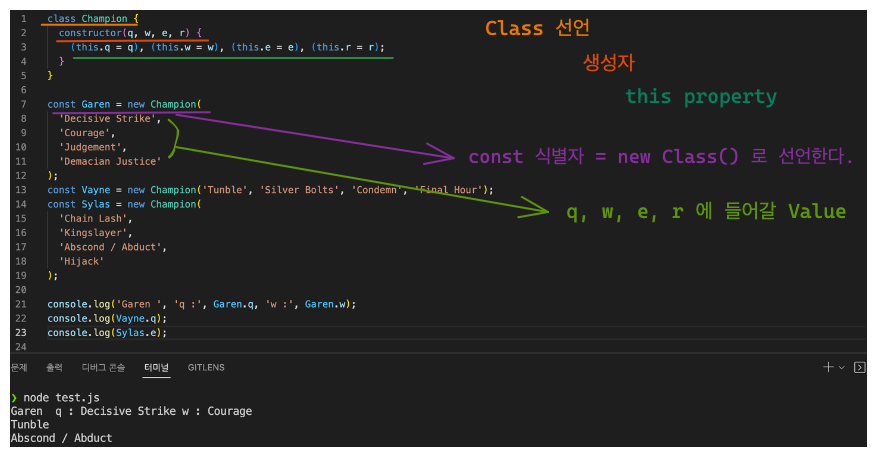 1 class Champion {
2 constructor(q, w, e, r) {
3 (this.q = q), (this.w = w), (this.e = e), (this.r = r);
4 }
5 }
6
7 const Garen = new Champion(
8 'Decisive Strike',
9 'Courage',
10 'Judgement',
11 'Demacian Justice'
12 );
13 const Vayne = new Champion('Tunble', 'Silver Bolts', 'Condemn', 'Final Hour');
14 const Sylas = new Champion(
15 'Chain Lash',
16 'Kingslayer',
17 'Abscond / Abduct',
18 'Hijack'
19 );
20
21 console.log('Garen ', 'q :', Garen.q, 'w :', Garen.w);
22 console.log(Vayne.q);
23 console.log(Sylas.e);
24
Class 선언
생성자
this property
const 식별자 = new Class() 로 선언한다.
q, w, e, r 에 들어갈 Value
문제 출력 디버그 콘솔 터미널 GITLENS
❯ node test.js
Garen  q : Decisive Strike w : Courage
Tunble
Abscond / Abduct